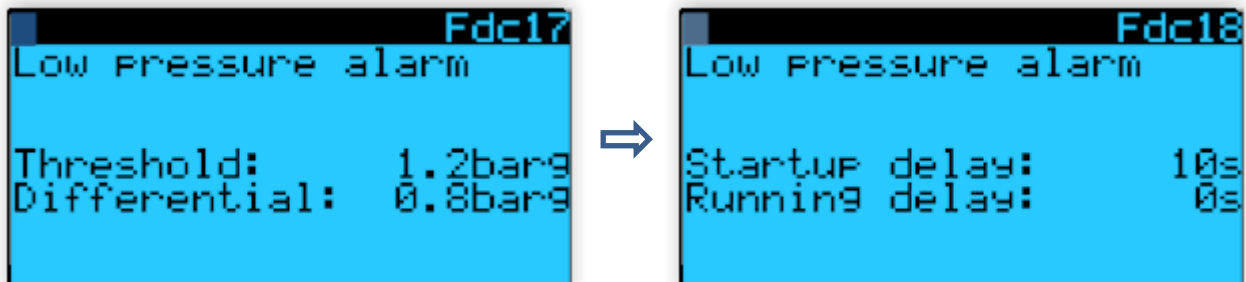 Fdc17
Low pressure alarm
Threshold: 1.2barg
Differential: 0.8barg
Fdc18
Low pressure alarm
Startup delay: 10s
Running delay: 0s